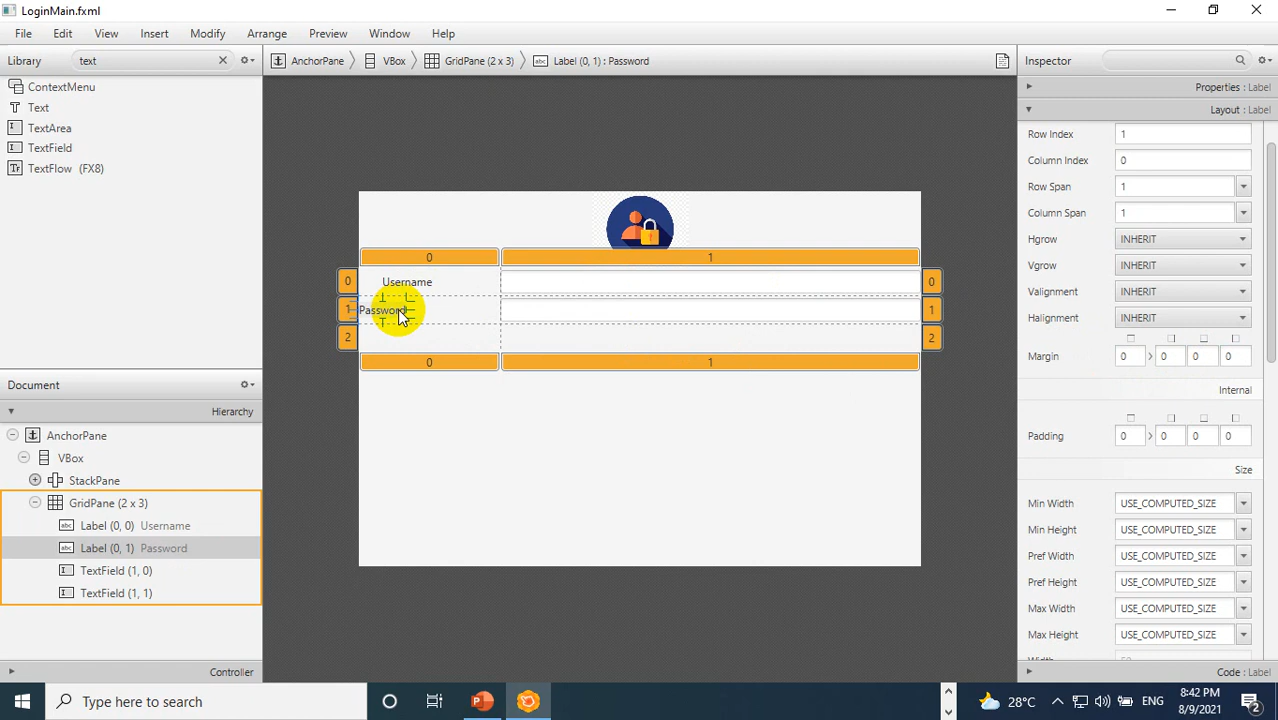 LoginMain.fxml
File Edit View Insert Modify Arrange Preview Window Help
Library text
AnchorPane VBox GridPane (2 x 3) Label (0, 1) : Password
Inspector
ContextMenu
Text
TextArea
TextField
TextFlow (FX8)
Document
Hierarchy
AnchorPane
VBox
StackPane
GridPane (2 x 3)
Label (0, 0) Username
Label (0, 1) Password
TextField (1, 0)
TextField (1, 1)
Controller
0 1
0 Username 0
1 Password 1
2 2
0 1
Properties : Label
Layout : Label
Row Index 1
Column Index 0
Row Span 1
Column Span 1
Hgrow INHERIT
Vgrow INHERIT
Valignment INHERIT
Halignment INHERIT
Margin 0 0 0 0
Internal
Padding 0 0 0 0
Size
Min Width USE_COMPUTED_SIZE
Min Height USE_COMPUTED_SIZE
Pref Width USE_COMPUTED_SIZE
Pref Height USE_COMPUTED_SIZE
Max Width USE_COMPUTED_SIZE
Max Height USE_COMPUTED_SIZE
Code : Label
Type here to search
28°C ENG 8:42 PM
8/9/2021 2